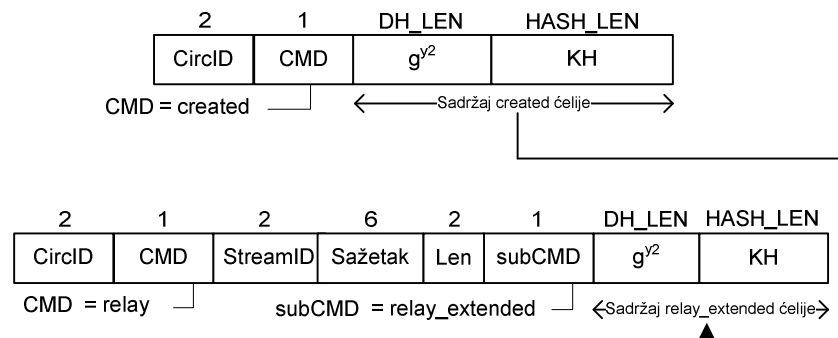 2 1 DH_LEN HASH_LEN
CircID CMD g^y2 KH
CMD = created
Sadržaj created ćelije
2 1 2 6 2 1 DH_LEN HASH_LEN
CircID CMD StreamID Sažetak Len subCMD g^y2 KH
CMD = relay subCMD = relay_extended Sadržaj relay_extended ćelije